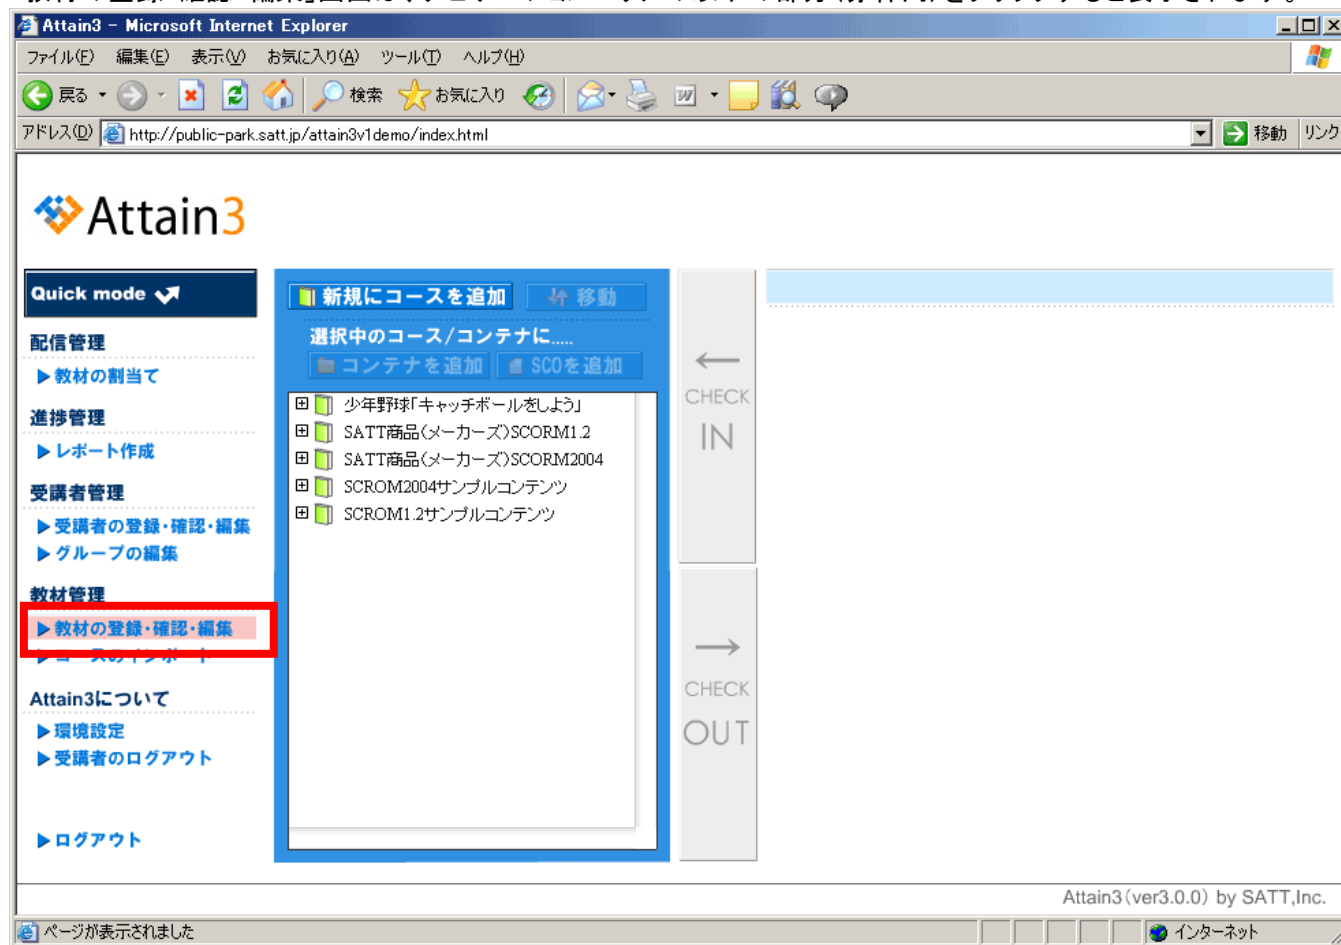 Attain3 - Microsoft Internet Explorer
ファイル(F) 編集(E) 表示(V) お気に入り(A) ツール(T) ヘルプ(H)
戻る 検索 お気に入り
アドレス(D) http://public-park.satt.jp/attain3v1demo/index.html 移動 リンク
Attain3
Quick mode
配信管理
教材の割当て
進捗管理
レポート作成
受講者管理
受講者の登録・確認・編集
グループの編集
教材管理
教材の登録・確認・編集
Attain3について
環境設定
受講者のログアウト
ログアウト
新規にコースを追加 移動
選択中のコース/コンテナに.....
コンテナを追加 SCOを追加
少年野球「キャッチボールをしよう」
SATT商品(メーカーズ)SCORM1.2
SATT商品(メーカーズ)SCORM2004
SCROM2004サンプルコンテンツ
SCROM1.2サンプルコンテンツ
CHECK
IN
CHECK
OUT
Attain3(ver3.0.0) by SATT,Inc.
ページが表示されました インターネット